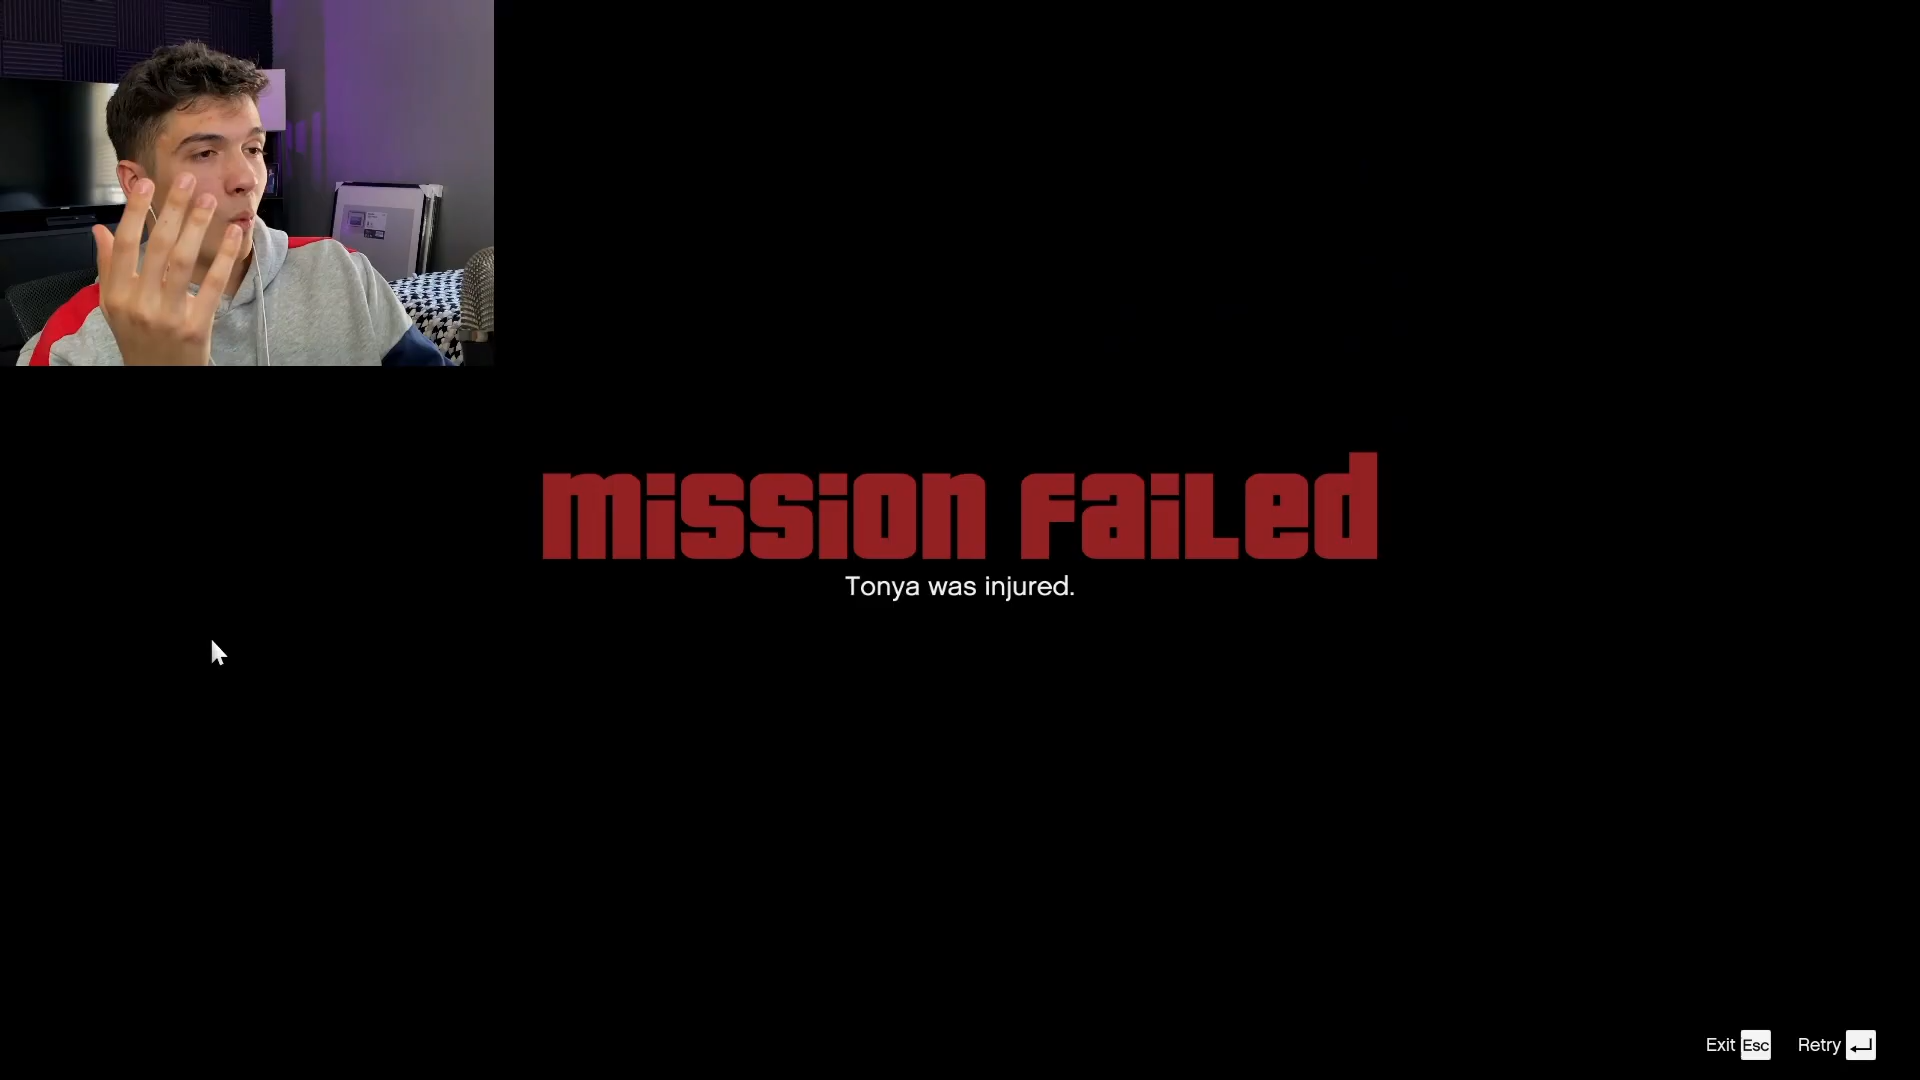 mission failed
Tonya was injured.
Exit Esc Retry